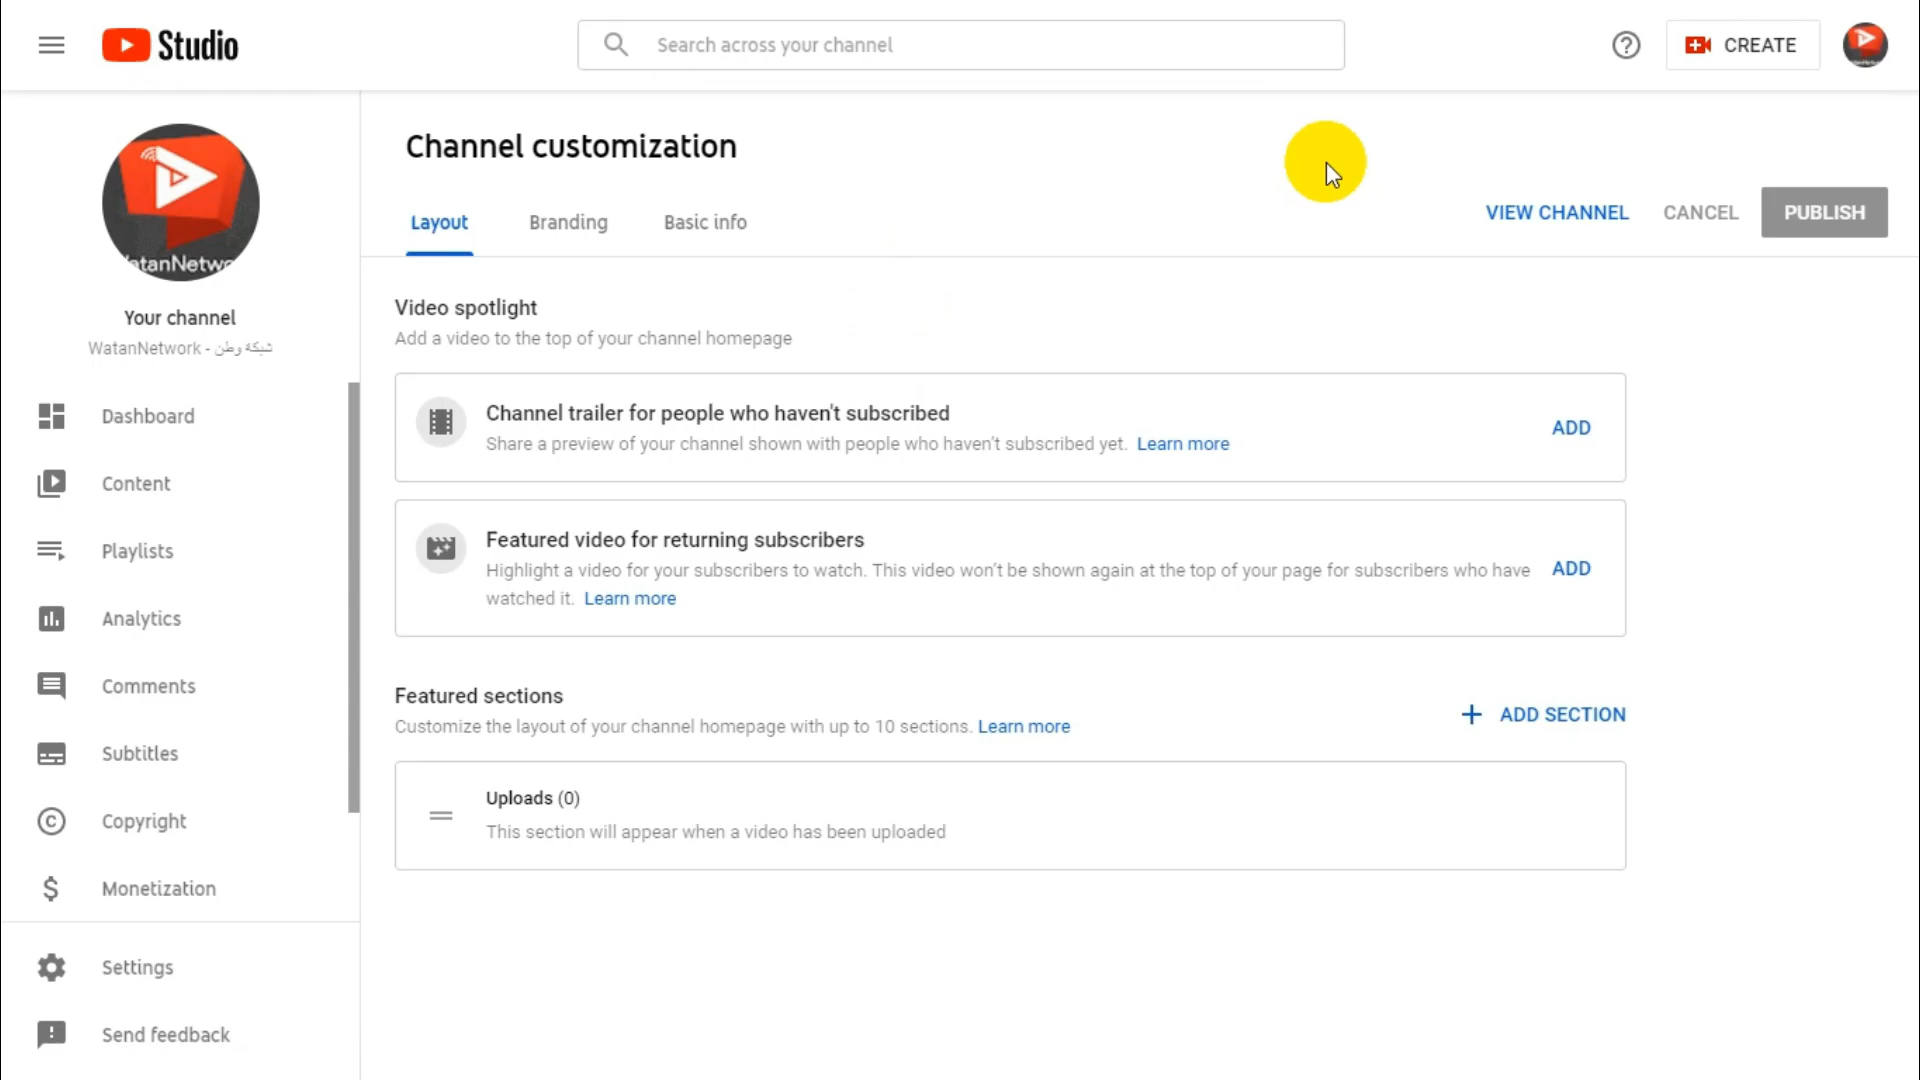 Studio
Search across your channel
CREATE
atanNetwo
Your channel
WatanNetwork - شبكة وطن
Dashboard
Content
Playlists
Analytics
Comments
Subtitles
Copyright
Monetization
Settings
Send feedback
Channel customization
Layout
Branding
Basic info
VIEW CHANNEL
CANCEL
PUBLISH
Video spotlight
Add a video to the top of your channel homepage
Channel trailer for people who haven't subscribed
Share a preview of your channel shown with people who haven't subscribed yet. Learn more
ADD
Featured video for returning subscribers
Highlight a video for your subscribers to watch. This video won't be shown again at the top of your page for subscribers who have
watched it. Learn more
ADD
Featured sections
Customize the layout of your channel homepage with up to 10 sections. Learn more
ADD SECTION
Uploads (0)
This section will appear when a video has been uploaded